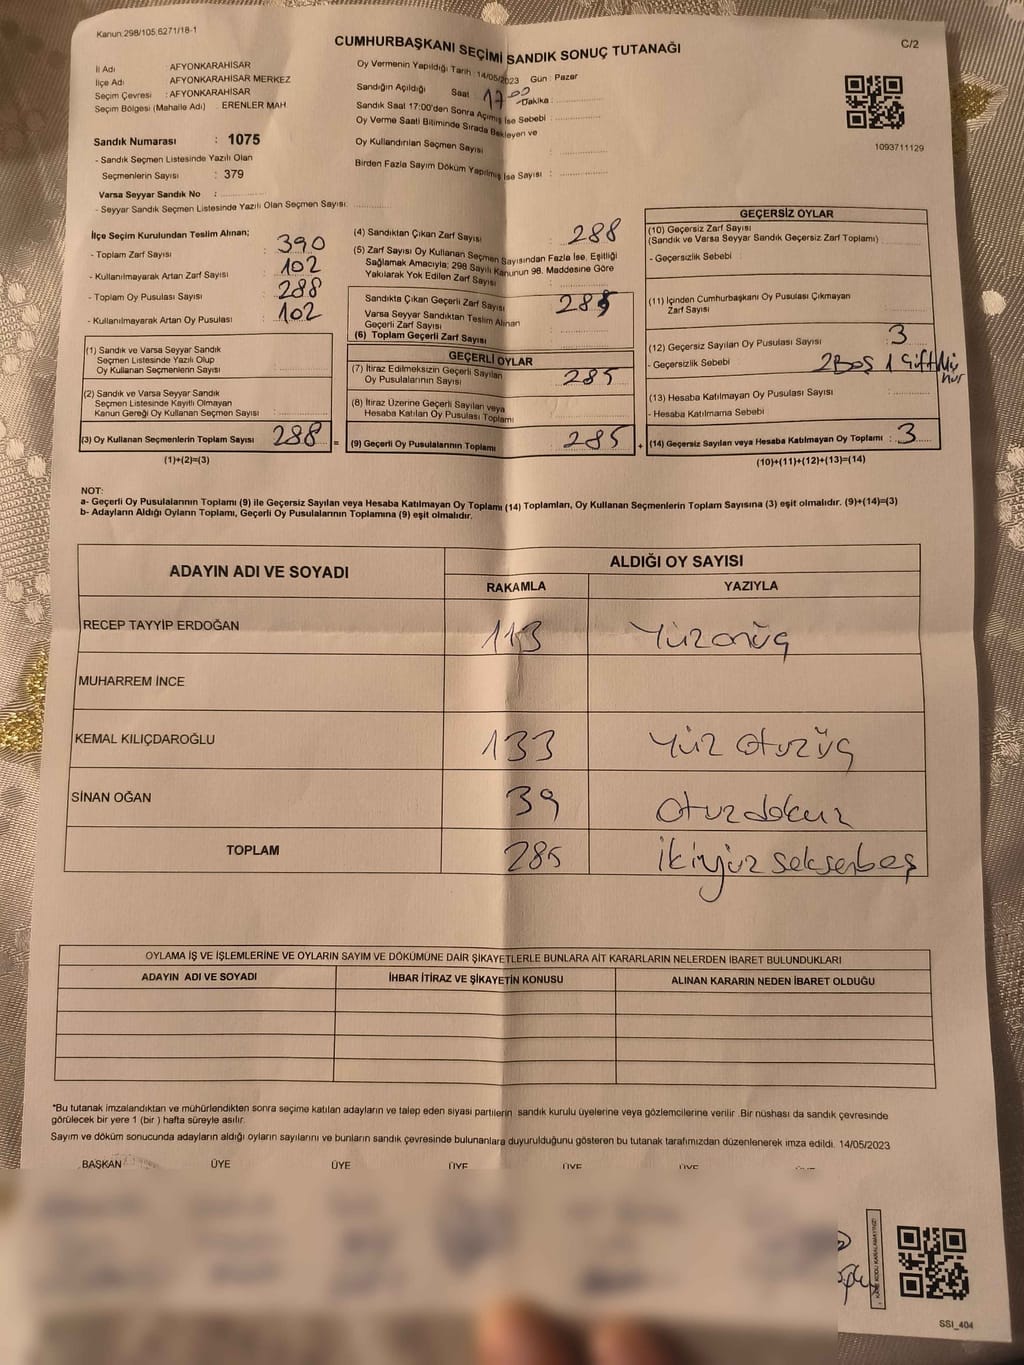 Kanun:298/105,6271/18-1
CUMHURBAŞKANI SEÇİMİ SANDIK SONUÇ TUTANAĞI
C/2
İl Adı : AFYONKARAHİSAR
İlçe Adı : AFYONKARAHİSAR MERKEZ
Seçim Çevresi : AFYONKARAHİSAR
Seçim Bölgesi (Mahalle Adı) : ERENLER MAH
Sandık Numarası : 1075
- Sandık Seçmen Listesinde Yazılı Olan
Seçmenlerin Sayısı : 379
Varsa Seyyar Sandık No :
- Seyyar Sandık Seçmen Listesinde Yazılı Olan Seçmen Sayısı:
Oy Vermenin Yapıldığı Tarih : 14/05/2023 Gün : Pazar
Sandığın Açıldığı Saat 17 00 Dakika :
Sandık Saat 17:00'den Sonra Açılmış İse Sebebi :
Oy Verme Saati Bitiminde Sırada Bekleyen ve
Oy Kullandırılan Seçmen Sayısı :
Birden Fazla Sayım Döküm Yapılmış İse Sayısı :
1093711129
İlçe Seçim Kurulundan Teslim Alınan;
- Toplam Zarf Sayısı : 390
- Kullanılmayarak Artan Zarf Sayısı : 102
- Toplam Oy Pusulası Sayısı : 288
- Kullanılmayarak Artan Oy Pusulası : 102
(1) Sandık ve Varsa Seyyar Sandık
Seçmen Listesinde Yazılı Olup
Oy Kullanan Seçmenlerin Sayısı :
(2) Sandık ve Varsa Seyyar Sandık
Seçmen Listesinde Kayıtlı Olmayan
Kanun Gereği Oy Kullanan Seçmen Sayısı :
(3) Oy Kullanan Seçmenlerin Toplam Sayısı : 288 =
(1)+(2)=(3)
(4) Sandıktan Çıkan Zarf Sayısı : 288
(5) Zarf Sayısı Oy Kullanan Seçmen Sayısından Fazla İse, Eşitliği
Sağlamak Amacıyla; 298 Sayılı Kanunun 98. Maddesine Göre
Yakılarak Yok Edilen Zarf Sayısı :
Sandıkta Çıkan Geçerli Zarf Sayısı : 285
Varsa Seyyar Sandıktan Teslim Alınan
Geçerli Zarf Sayısı :
(6) Toplam Geçerli Zarf Sayısı :
GEÇERLİ OYLAR
(7) İtiraz Edilmeksizin Geçerli Sayılan
Oy Pusulalarının Sayısı : 285
(8) İtiraz Üzerine Geçerli Sayılan veya
Hesaba Katılan Oy Pusulası Toplamı :
(9) Geçerli Oy Pusulalarının Toplamı : 285 +
GEÇERSİZ OYLAR
(10) Geçersiz Zarf Sayısı
(Sandık ve Varsa Seyyar Sandık Geçersiz Zarf Toplamı) :
- Geçersizlik Sebebi :
(11) İçinden Cumhurbaşkanı Oy Pusulası Çıkmayan
Zarf Sayısı :
(12) Geçersiz Sayılan Oy Pusulası Sayısı : 3
- Geçersizlik Sebebi : 2 Boş 1 Çift Mühür
(13) Hesaba Katılmayan Oy Pusulası Sayısı :
- Hesaba Katılmama Sebebi :
(14) Geçersiz Sayılan veya Hesaba Katılmayan Oy Toplamı : 3
(10)+(11)+(12)+(13)=(14)
NOT:
a- Geçerli Oy Pusulalarının Toplamı (9) ile Geçersiz Sayılan veya Hesaba Katılmayan Oy Toplamı (14) Toplamları, Oy Kullanan Seçmenlerin Toplam Sayısına (3) eşit olmalıdır. (9)+(14)=(3)
b- Adayların Aldığı Oyların Toplamı, Geçerli Oy Pusulalarının Toplamına (9) eşit olmalıdır.
ADAYIN ADI VE SOYADI ALDIĞI OY SAYISI
RAKAMLA YAZIYLA
RECEP TAYYİP ERDOĞAN 113 Yüzonüç
MUHARREM İNCE
KEMAL KILIÇDAROĞLU 133 Yüz otuzüç
SİNAN OĞAN 39 otuzdokuz
TOPLAM 285 İkiyüz seksenbeş
OYLAMA İŞ VE İŞLEMLERİNE VE OYLARIN SAYIM VE DÖKÜMÜNE DAİR ŞİKAYETLERLE BUNLARA AİT KARARLARIN NELERDEN İBARET BULUNDUKLARI
ADAYIN ADI VE SOYADI İHBAR İTİRAZ VE ŞİKAYETİN KONUSU ALINAN KARARIN NEDEN İBARET OLDUĞU
*Bu tutanak imzalandıktan ve mühürlendikten sonra seçime katılan adayların ve talep eden siyasi partilerin sandık kurulu üyelerine veya gözlemcilerine verilir .Bir nüshası da sandık çevresinde
görülecek bir yere 1 (bir ) hafta süreyle asılır.
Sayım ve döküm sonucunda adayların aldığı oyların sayılarını ve bunların sandık çevresinde bulunanlara duyurulduğunu gösteren bu tutanak tarafımızdan düzenlenerek imza edildi. 14/05/2023
BAŞKAN ÜYE ÜYE ÜYE ÜYE ÜYE
KARE KODU KARALAMAYINIZ!
SSI_404